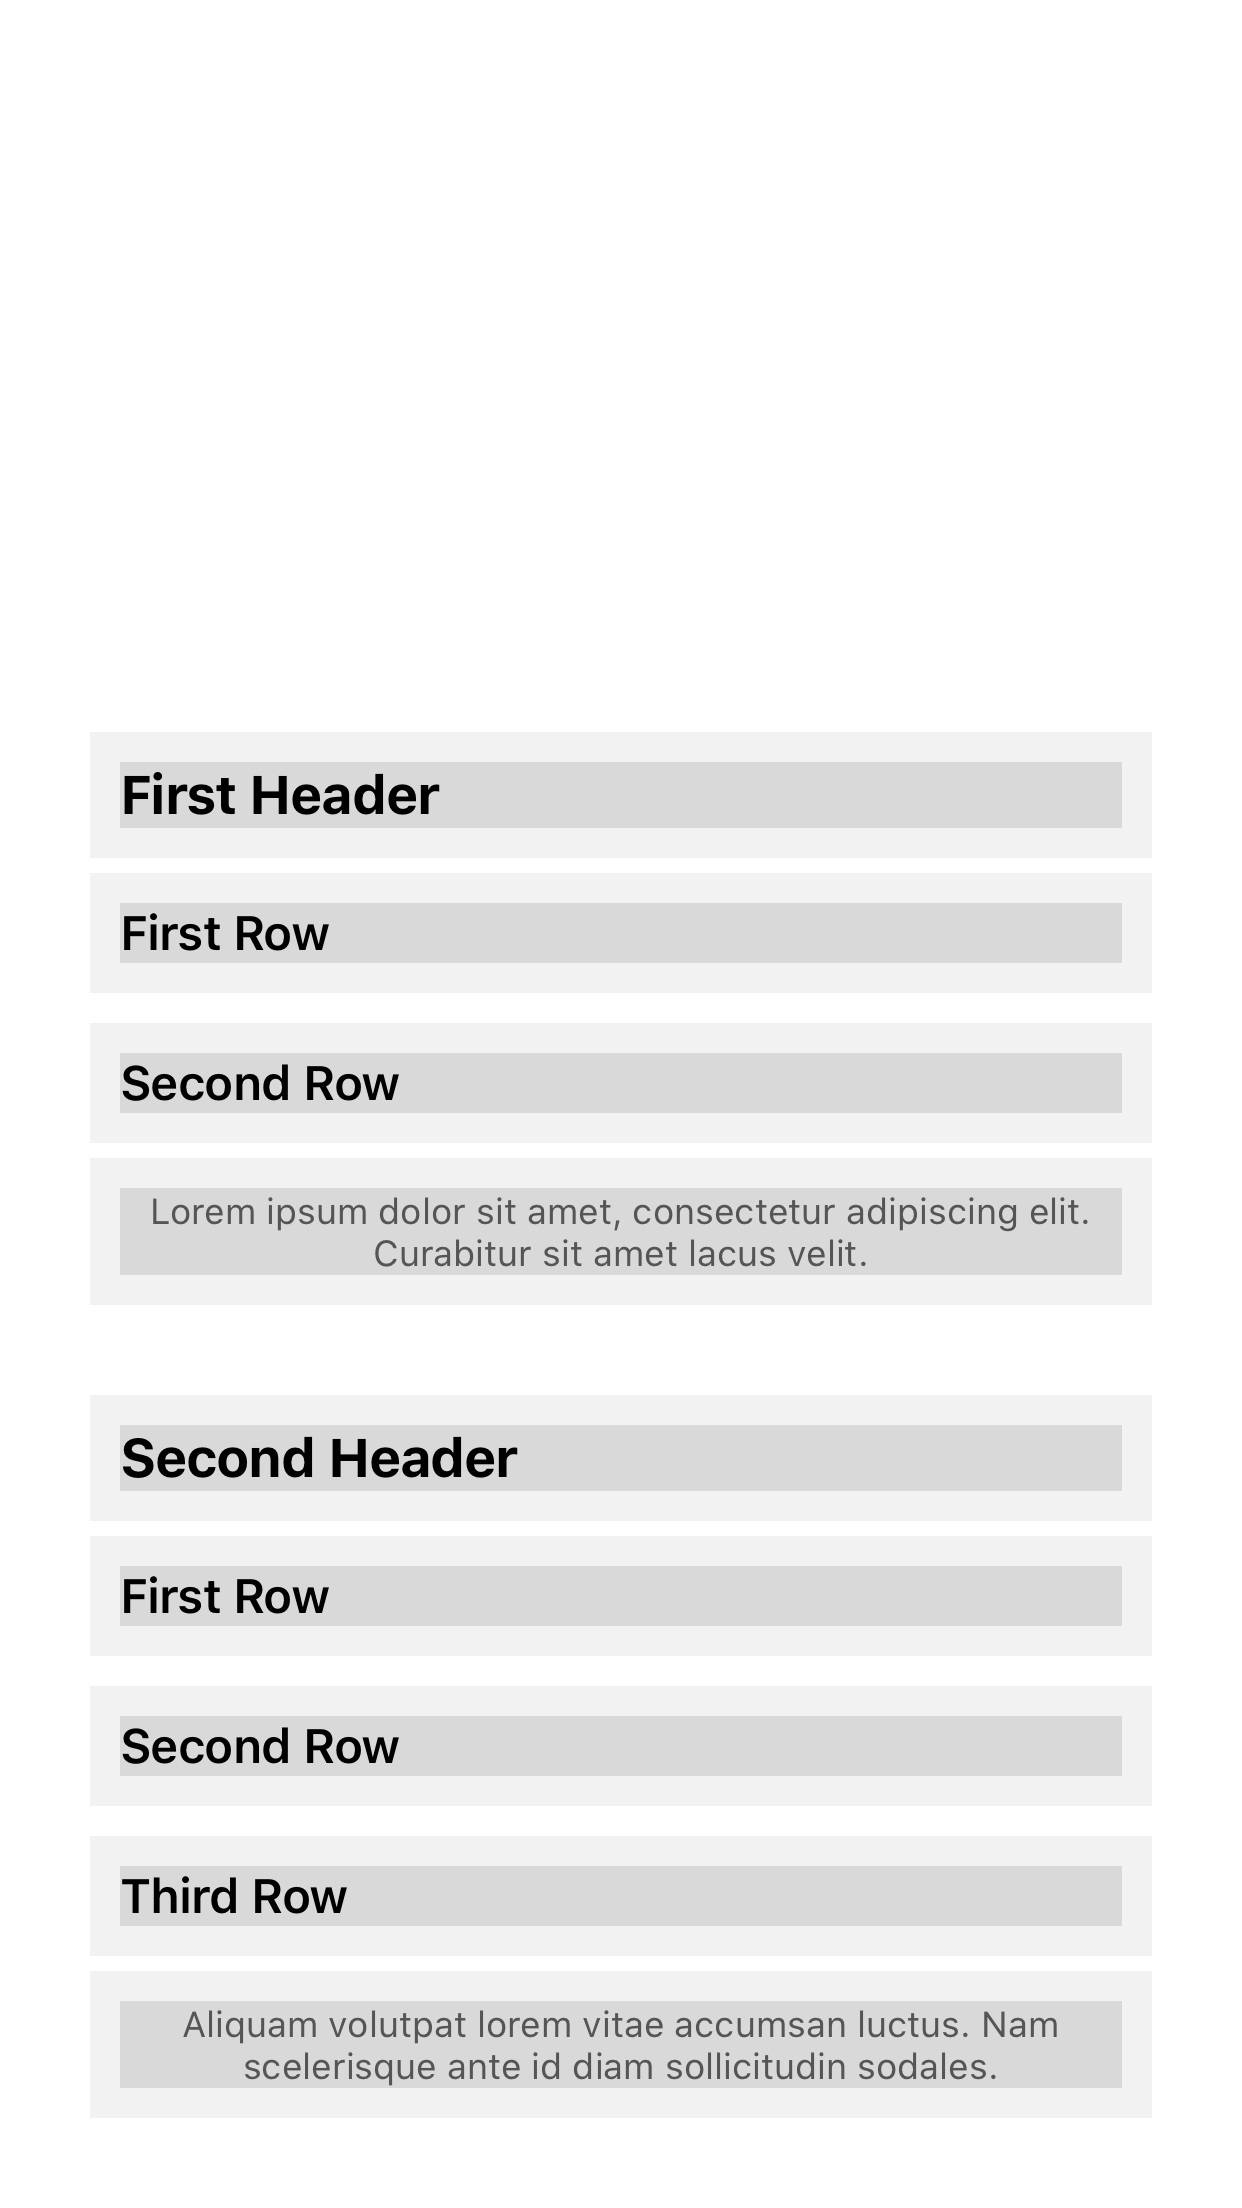 First Header
First Row
Second Row
Lorem ipsum dolor sit amet, consectetur adipiscing elit.
Curabitur sit amet lacus velit.
Second Header
First Row
Second Row
Third Row
Aliquam volutpat lorem vitae accumsan luctus. Nam
scelerisque ante id diam sollicitudin sodales.